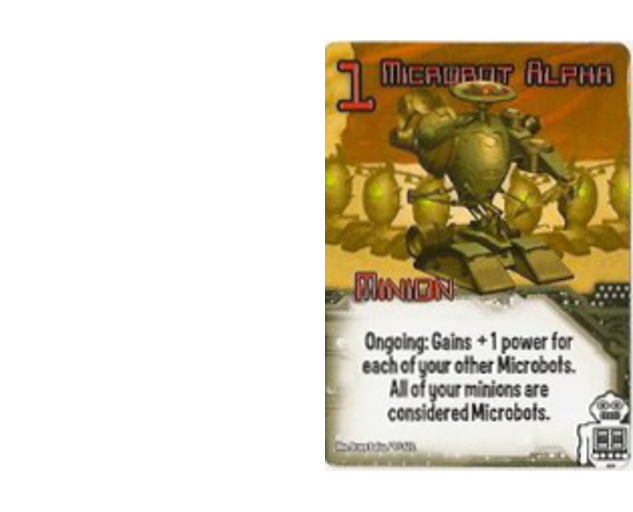 1 Microbot Alpha
Minion
Ongoing: Gains +1 power for
each of your other Microbots.
All of your minions are
considered Microbots.